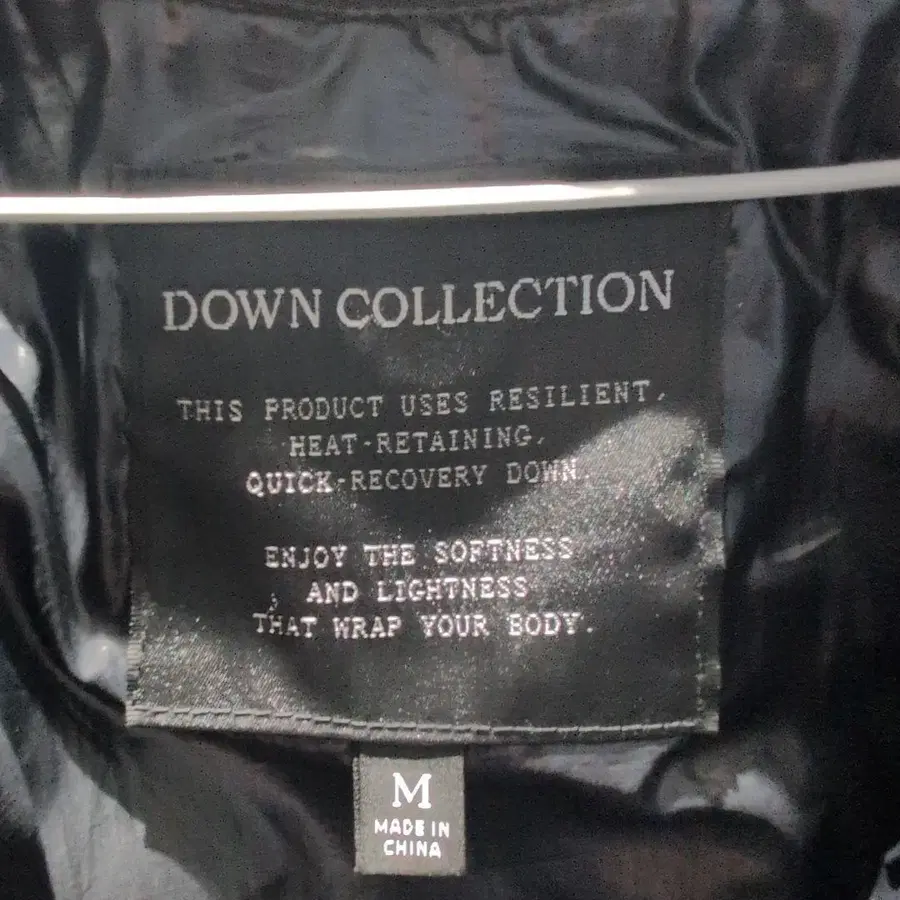 DOWN COLLECTION
THIS PRODUCT USES RESILIENT,
HEAT-RETAINING,
QUICK-RECOVERY DOWN.
ENJOY THE SOFTNESS
AND LIGHTNESS
THAT WRAP YOUR BODY.
M
MADE IN
CHINA